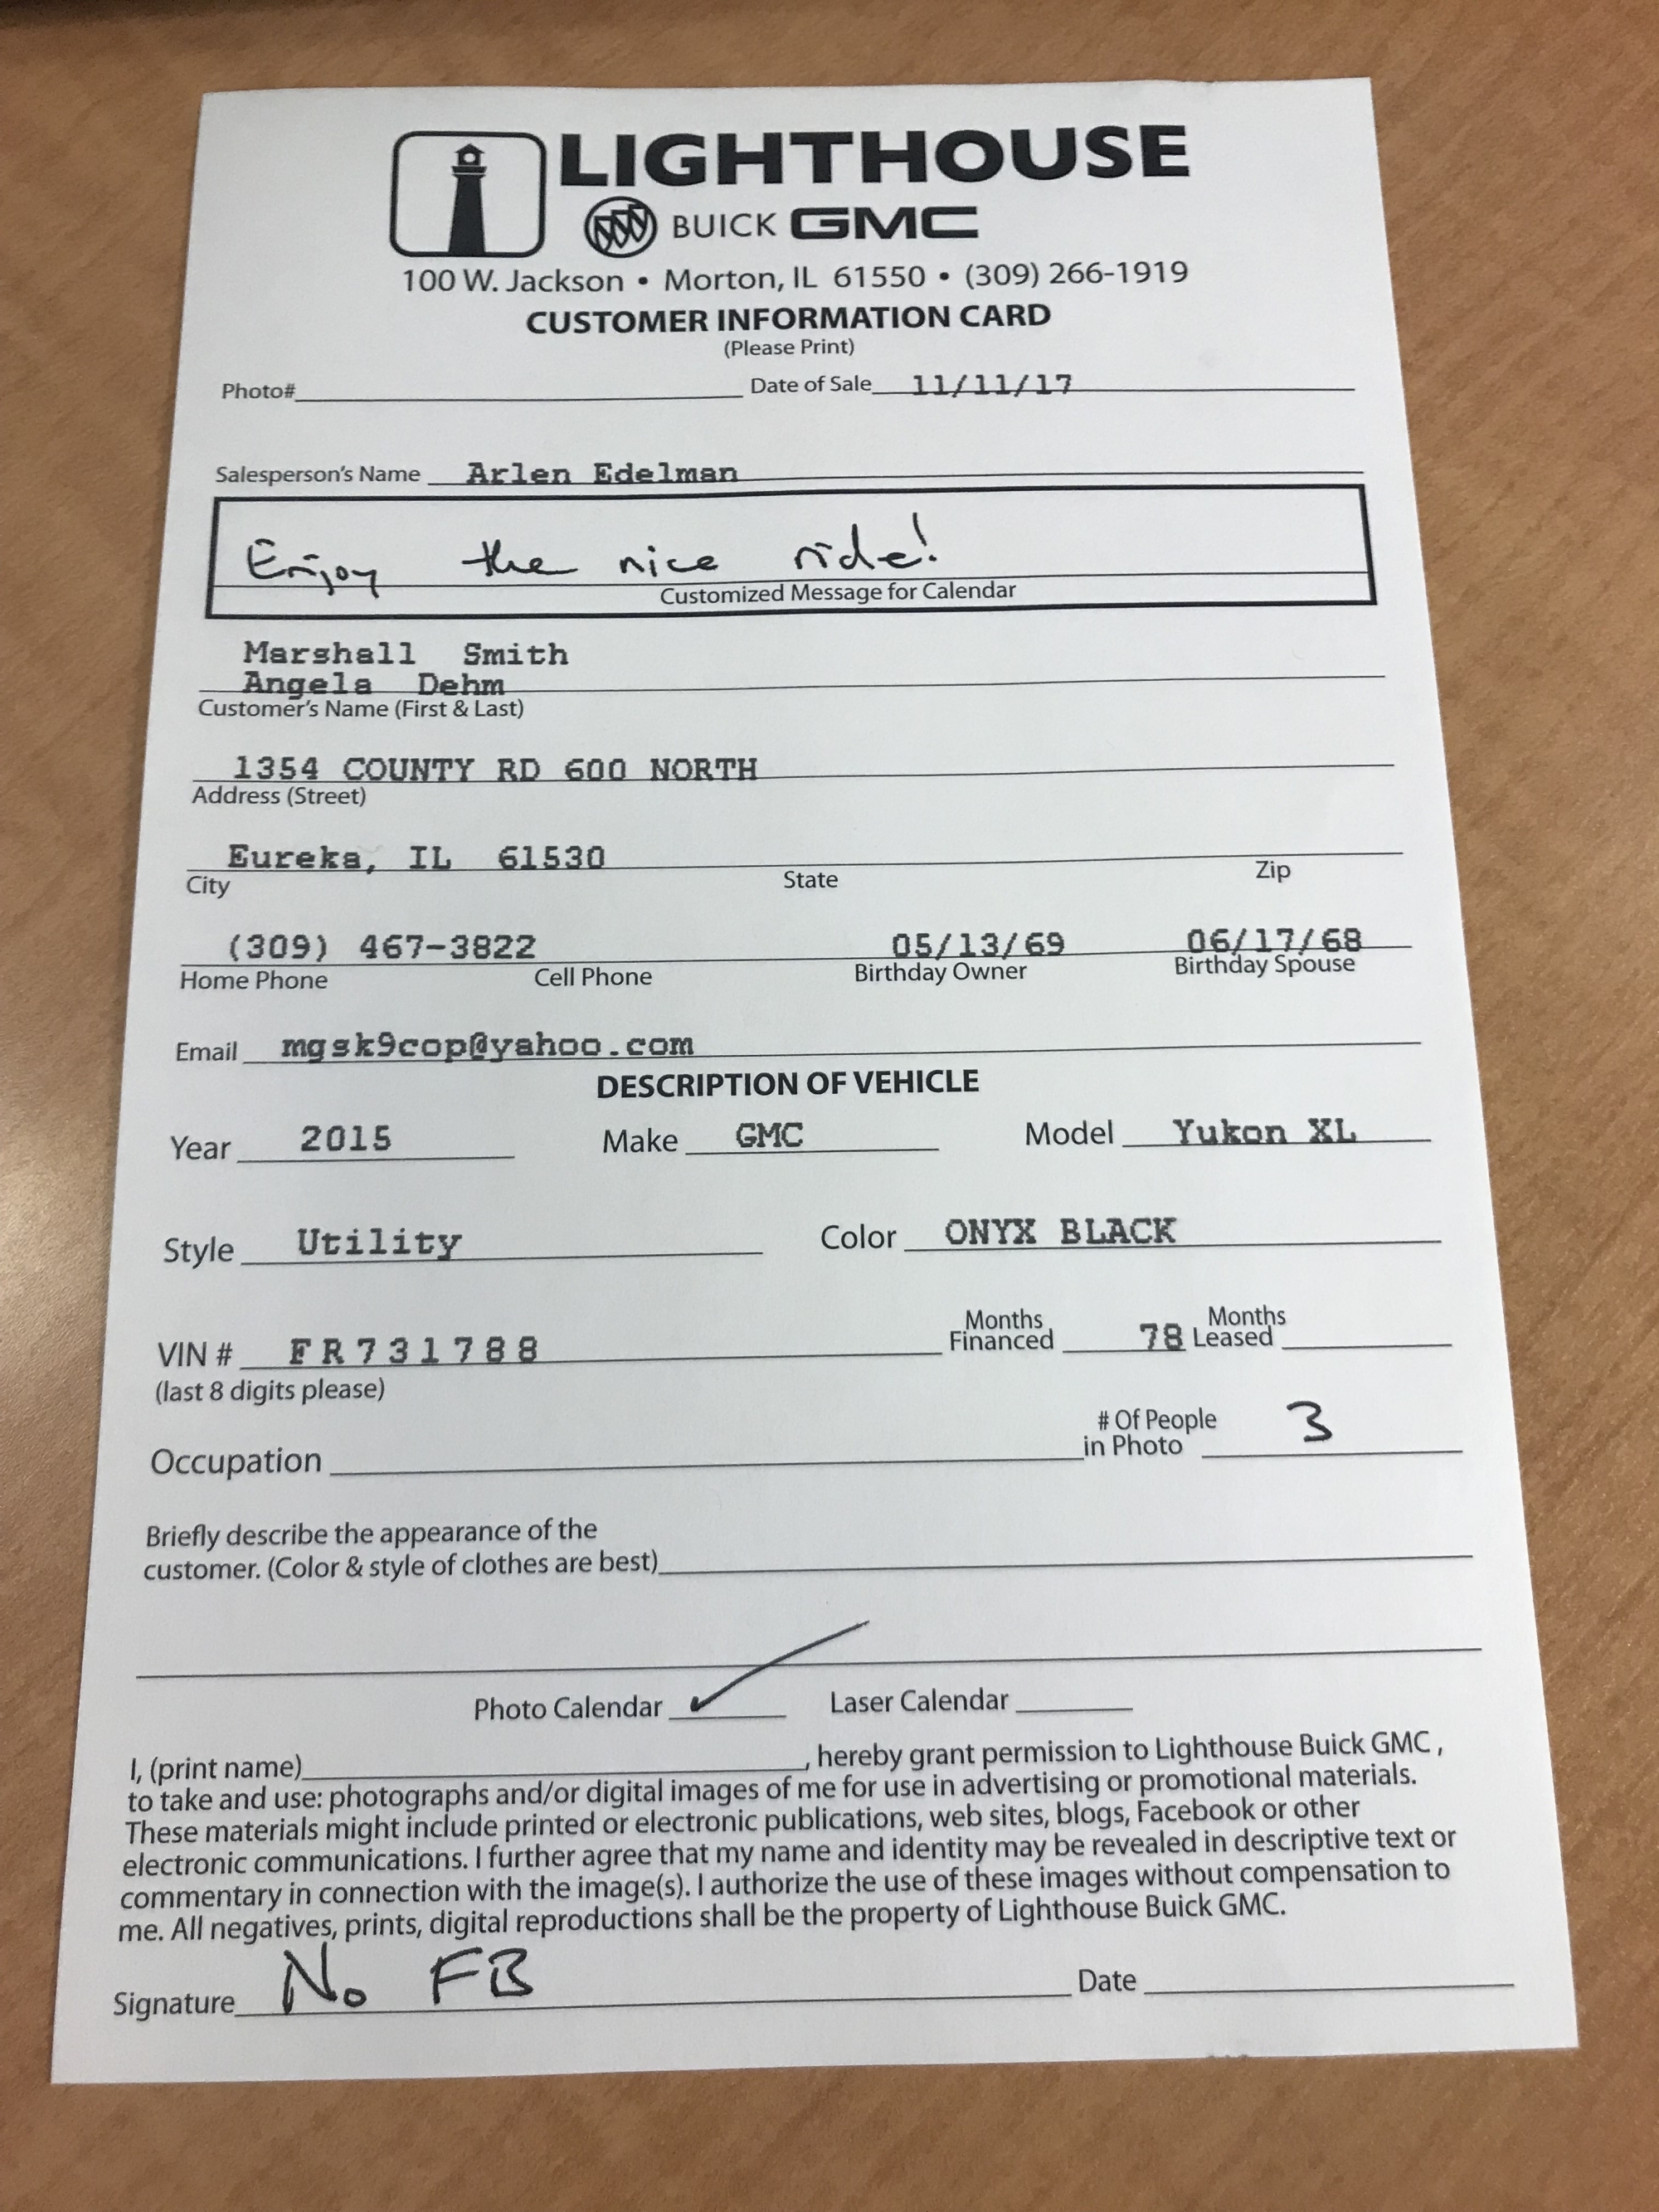 LIGHTHOUSE
BUICK GMC
100 W. Jackson • Morton, IL 61550 • (309) 266-1919
CUSTOMER INFORMATION CARD
(Please Print)
Photo# Date of Sale 11/11/17
Salesperson's Name Arlen Edelman
Enjoy the nice ride!
Customized Message for Calendar
Marshall Smith
Angela Dehm
Customer's Name (First & Last)
1354 COUNTY RD 600 NORTH
Address (Street)
Eureka, IL 61530
City State Zip
(309) 467-3822 05/13/69 06/17/68
Home Phone Cell Phone Birthday Owner Birthday Spouse
Email mgsk9cop@yahoo.com
DESCRIPTION OF VEHICLE
Year 2015 Make GMC Model Yukon XL
Style Utility Color ONYX BLACK
VIN # FR731788 Months Financed 78 Months Leased
(last 8 digits please)
Occupation # Of People in Photo 3
Briefly describe the appearance of the
customer. (Color & style of clothes are best)
Photo Calendar ✓ Laser Calendar
I, (print name) , hereby grant permission to Lighthouse Buick GMC ,
to take and use: photographs and/or digital images of me for use in advertising or promotional materials.
These materials might include printed or electronic publications, web sites, blogs, Facebook or other
electronic communications. I further agree that my name and identity may be revealed in descriptive text or
commentary in connection with the image(s). I authorize the use of these images without compensation to
me. All negatives, prints, digital reproductions shall be the property of Lighthouse Buick GMC.
Signature No FB Date